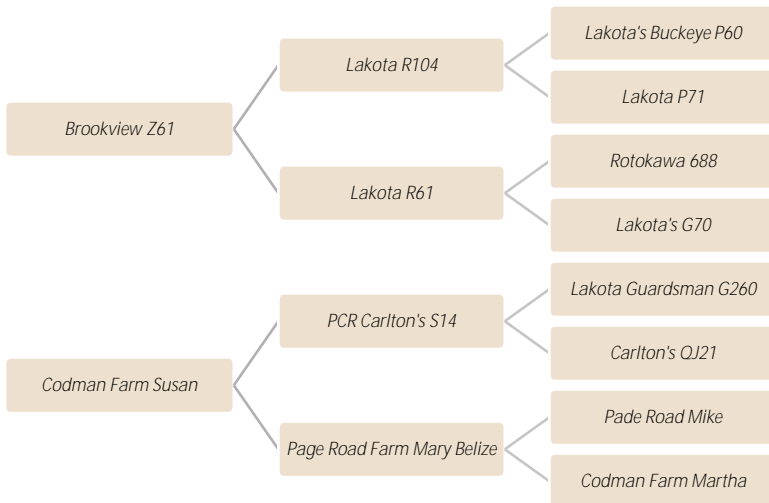 Lakota's Buckeye P60
Lakota R104
Lakota P71
Brookview Z61
Rotokawa 688
Lakota R61
Lakota's G70
Lakota Guardsman G260
PCR Carlton's S14
Carlton's QJ21
Codman Farm Susan
Pade Road Mike
Page Road Farm Mary Belize
Codman Farm Martha